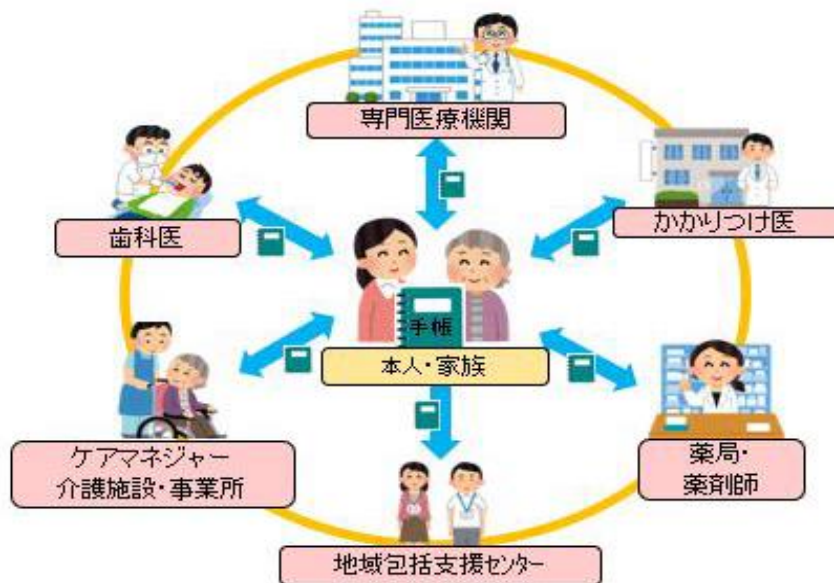 専門医療機関
歯科医
かかりつけ医
手帳
本人・家族
ケアマネジャー
介護施設・事業所
薬局・
薬剤師
地域包括支援センター